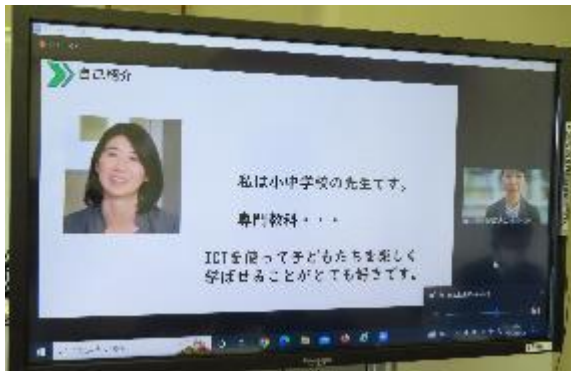 自己紹介
私は小中学校の先生です。
専門教科・・・
ICTを使って子どもたちを楽しく
学ばせることがとても好きです。